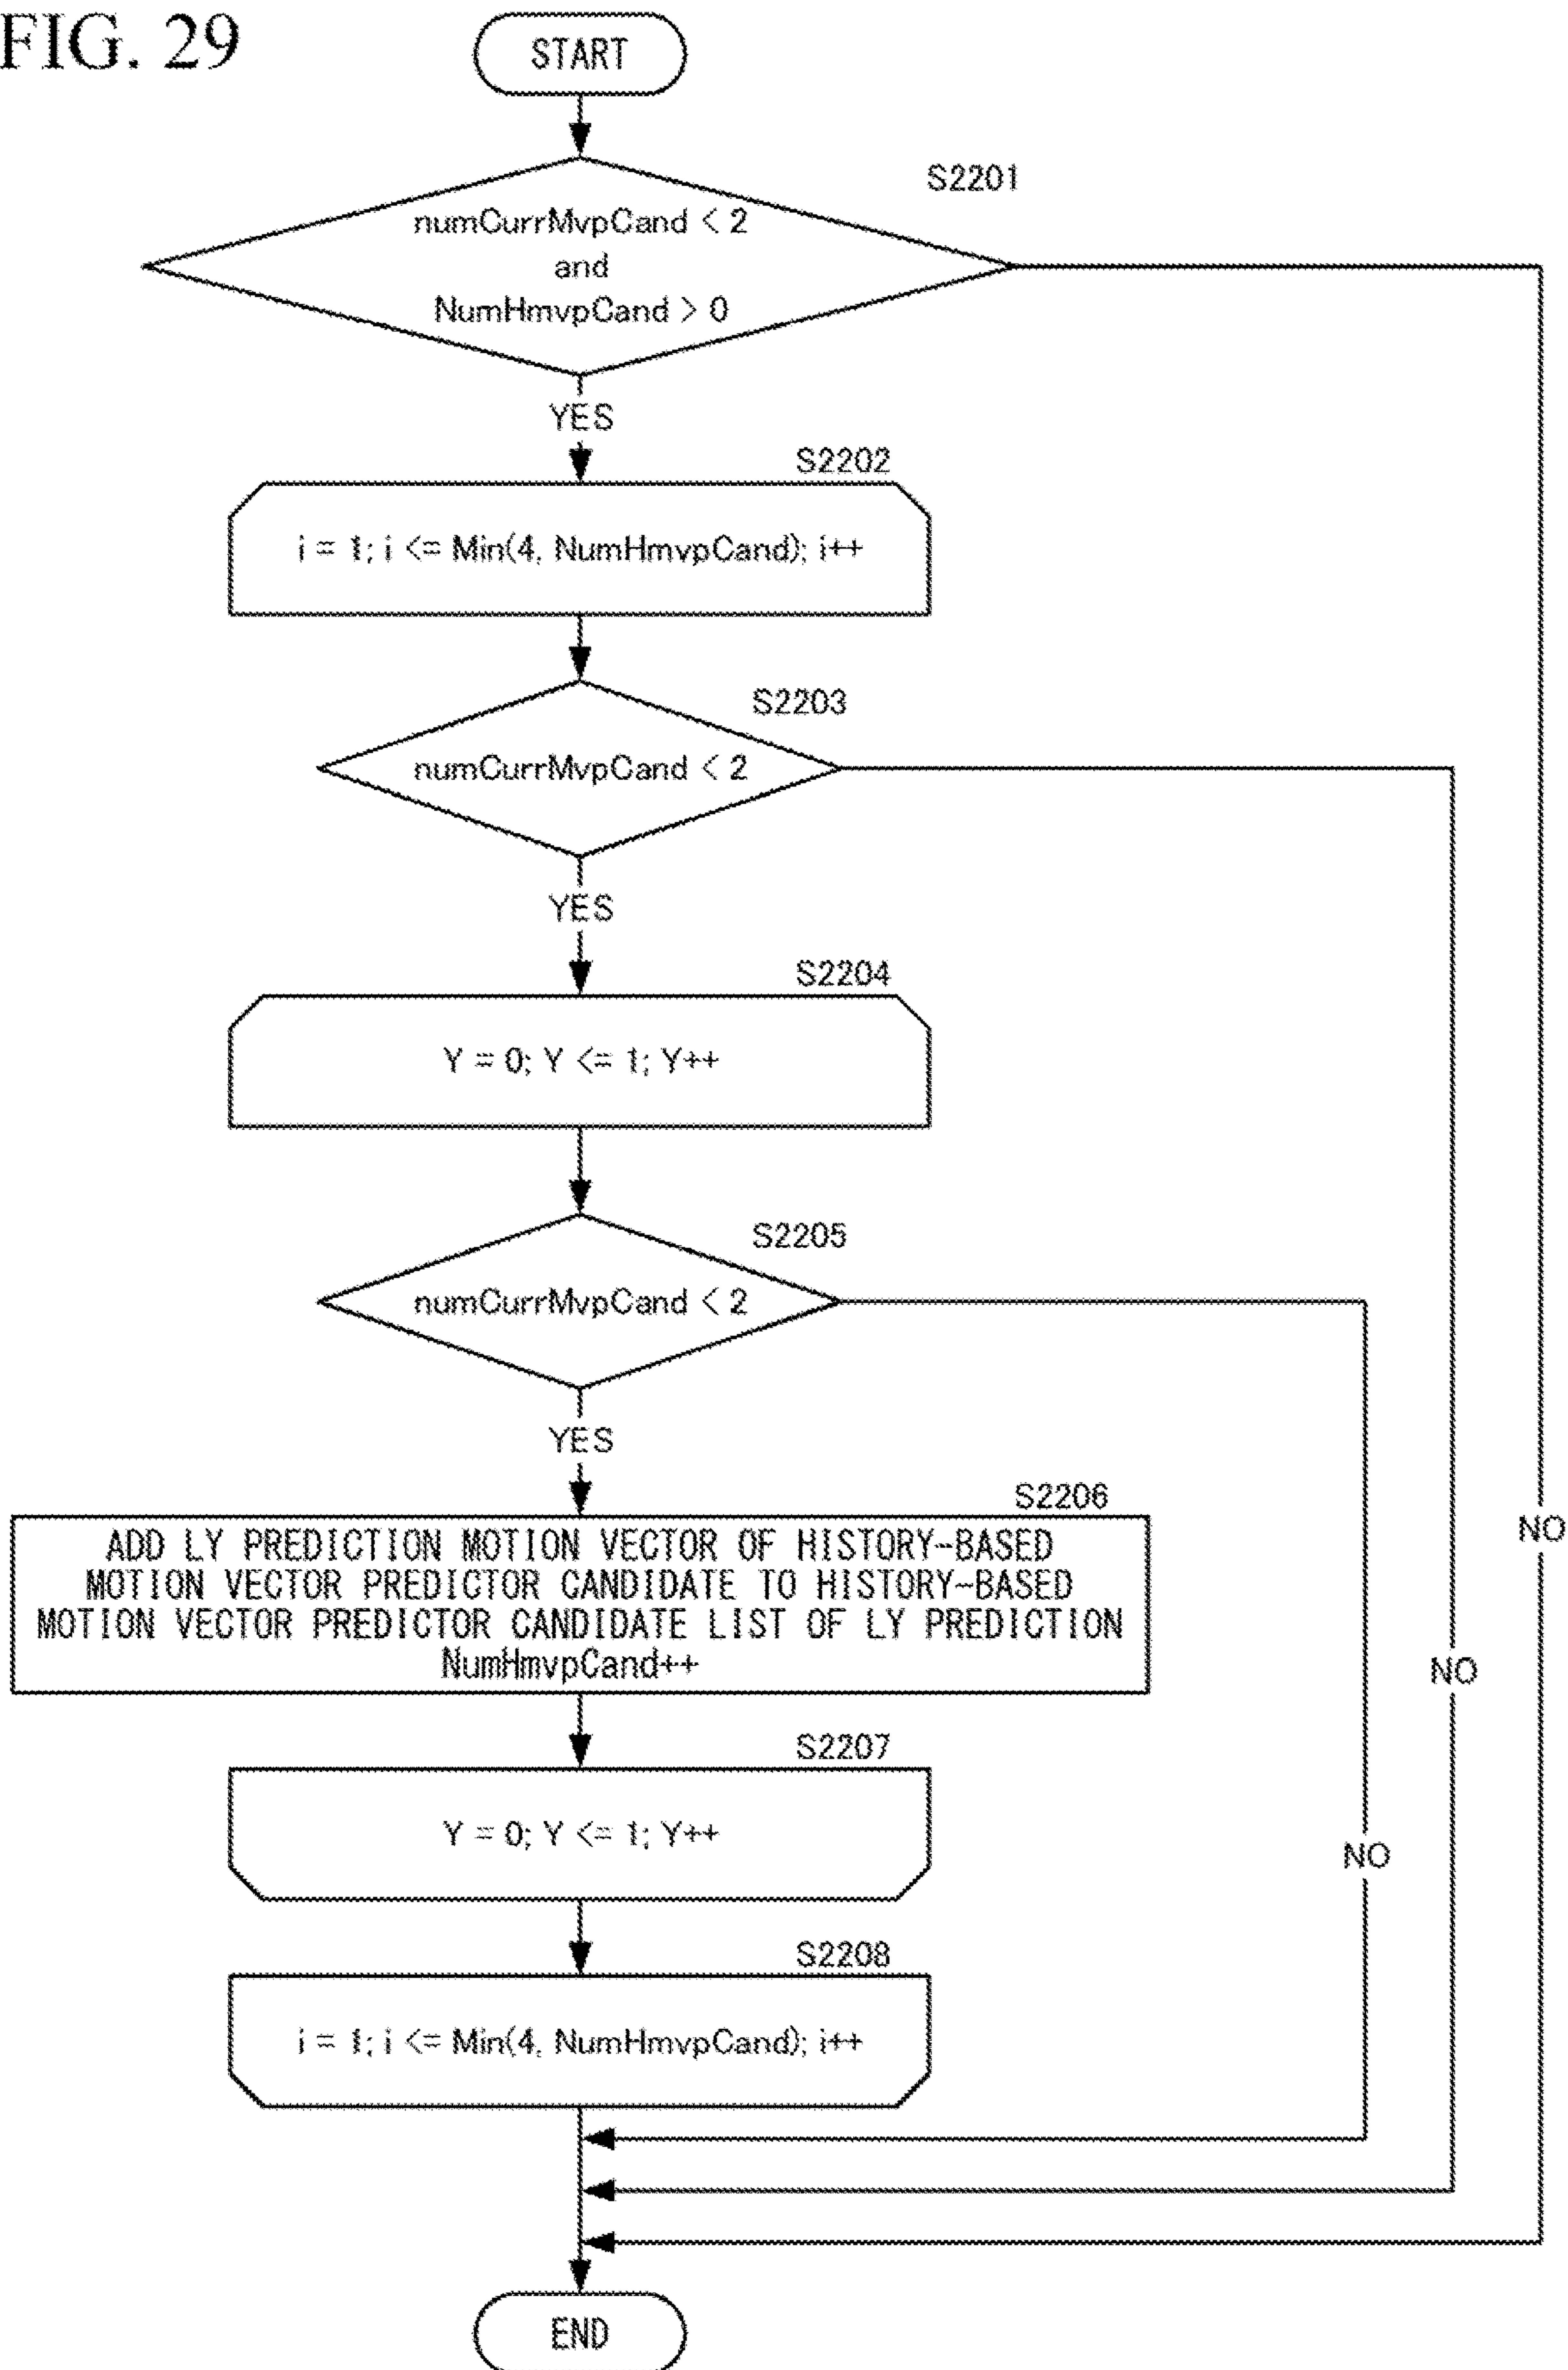 FIG. 29
START
S2201
numCurrMvpCand < 2
and
NumHmvpCand > 0
YES
S2202
i = 1; i <= Min(4, NumHmvpCand); i++
S2203
numCurrMvpCand < 2
YES
S2204
Y = 0; Y <= 1; Y++
S2205
numCurrMvpCand < 2
YES
S2206
ADD LY PREDICTION MOTION VECTOR OF HISTORY-BASED
MOTION VECTOR PREDICTOR CANDIDATE TO HISTORY-BASED
MOTION VECTOR PREDICTOR CANDIDATE LIST OF LY PREDICTION
NumHmvpCand++
NO
NO
S2207
Y = 0; Y <= 1; Y++
NO
S2208
i = 1; i <= Min(4, NumHmvpCand); i++
END